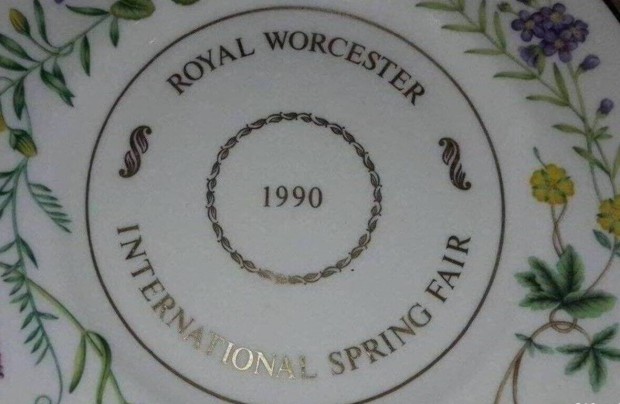 ROYAL WORCESTER
1990
INTERNATIONAL SPRING FAIR